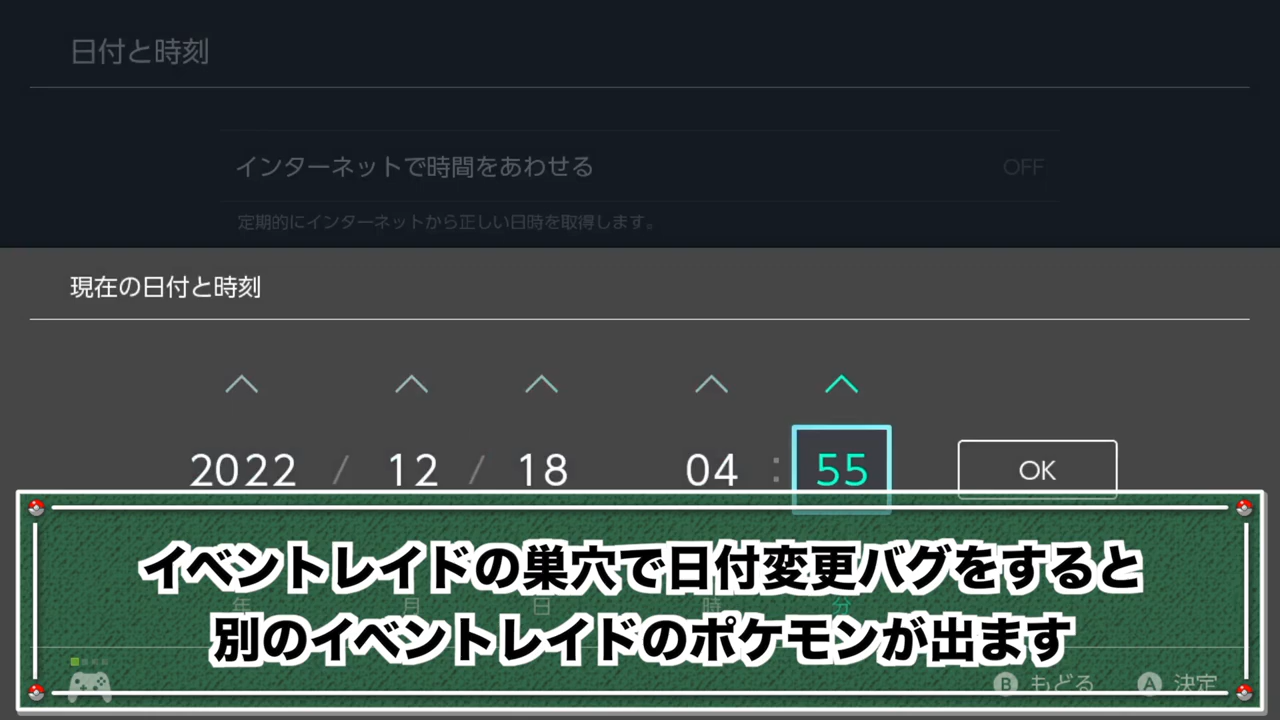 日付と時刻
インターネットで時間をあわせる OFF
定期的にインターネットから正しい日時を取得します。
現在の日付と時刻
2022 / 12 / 18 04 : 55 OK
イベントレイドの巣穴で日付変更バグをすると
年 月 日 時 分
別のイベントレイドのポケモンが出ます
B もどる A 決定